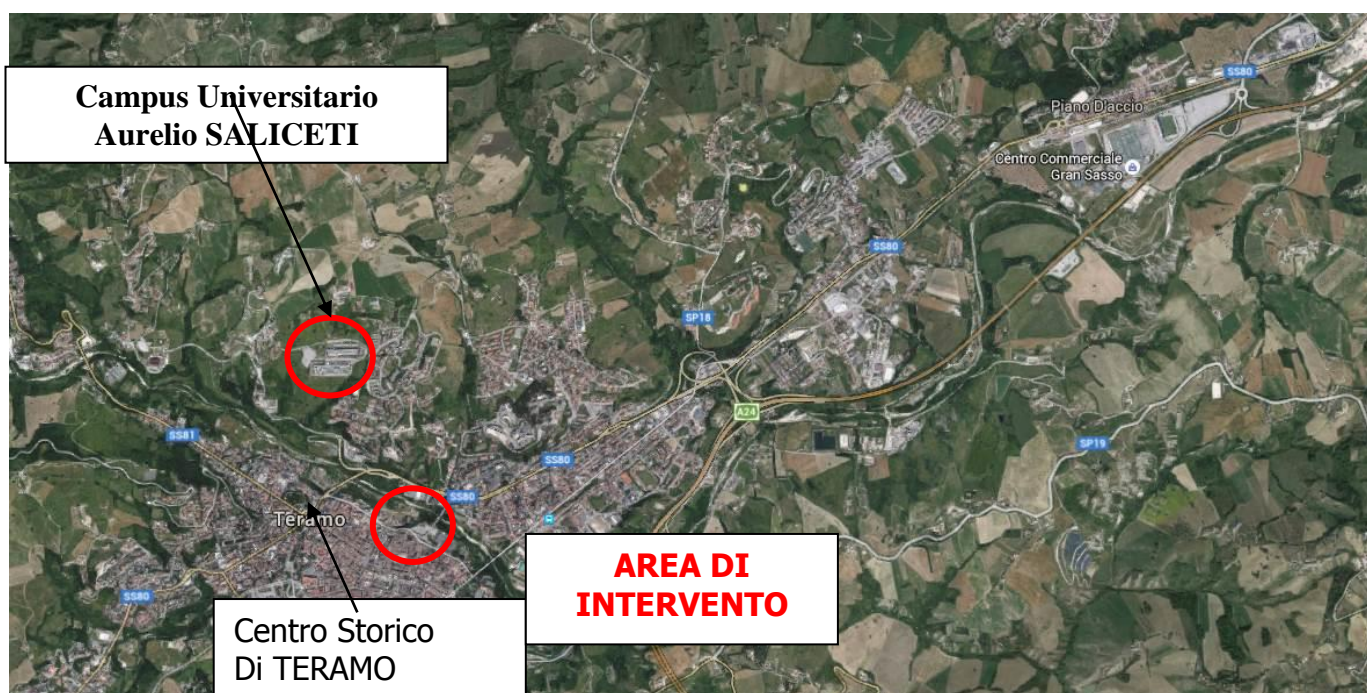 Campus Universitario
Aurelio SALICETI
SS80
Piano D'accio
Centro Commerciale
Gran Sasso
SS80
SP18
A24
SS81
SS80
SP19
SS80
Teramo
SS80
AREA DI
INTERVENTO
Centro Storico
Di TERAMO